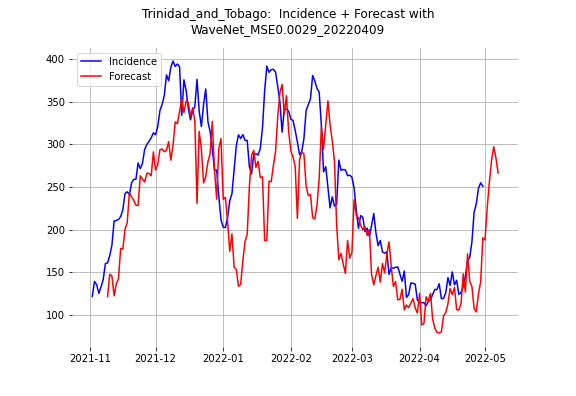 Trinidad_and_Tobago:  Incidence + Forecast with
WaveNet_MSE0.0029_20220409
Incidence
Forecast
400
350
300
250
200
150
100
2021-11 2021-12 2022-01 2022-02 2022-03 2022-04 2022-05